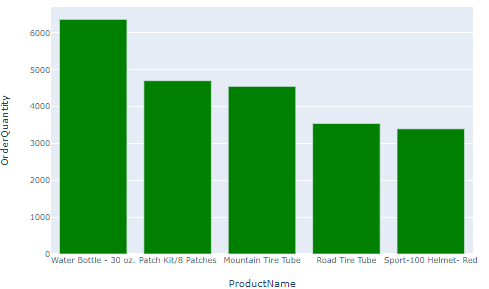 OrderQuantity
6000
5000
4000
3000
2000
1000
0
Water Bottle - 30 oz. Patch Kit/8 Patches Mountain Tire Tube Road Tire Tube Sport-100 Helmet- Red
ProductName